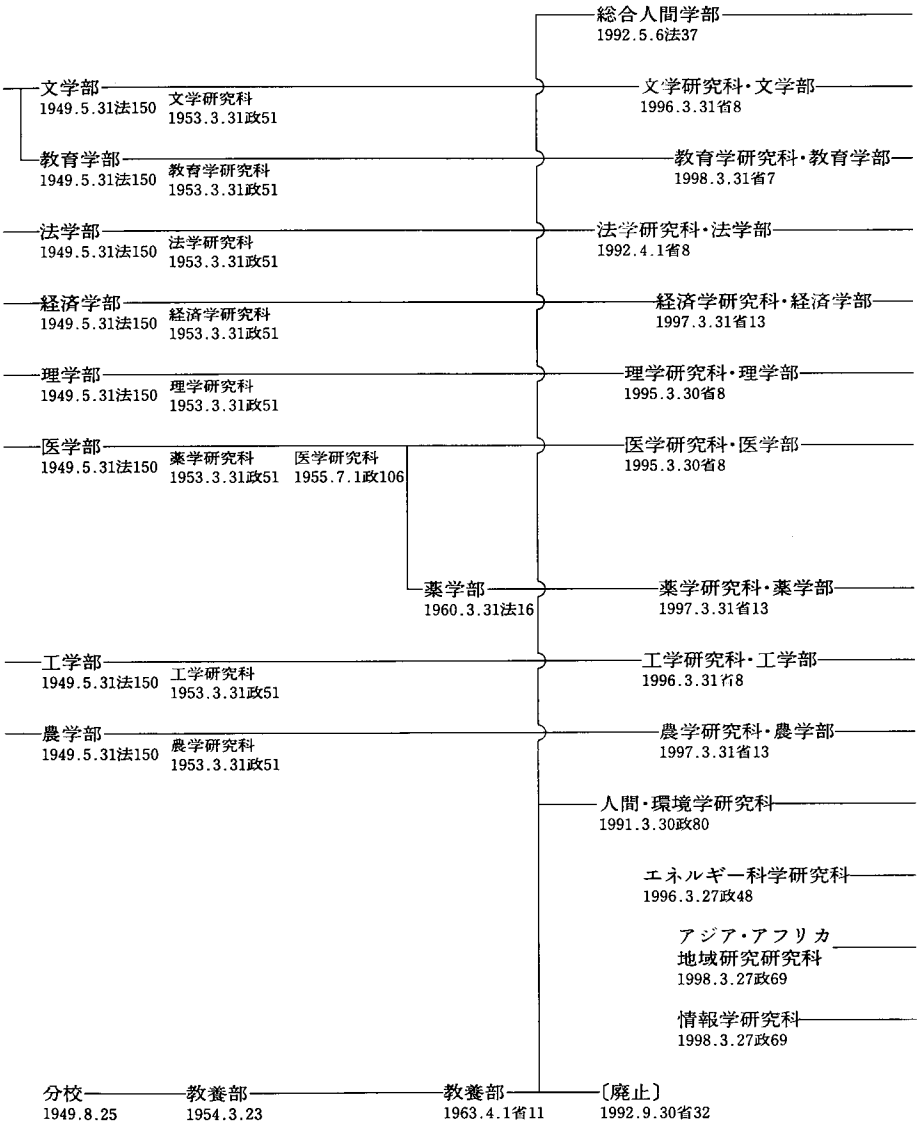 総合人間学部
1992.5.6法37
文学部
1949.5.31法150
文学研究科
1953.3.31政51
文学研究科・文学部
1996.3.31省8
教育学部
1949.5.31法150
教育学研究科
1953.3.31政51
教育学研究科・教育学部
1998.3.31省7
法学部
1949.5.31法150
法学研究科
1953.3.31政51
法学研究科・法学部
1992.4.1省8
経済学部
1949.5.31法150
経済学研究科
1953.3.31政51
経済学研究科・経済学部
1997.3.31省13
理学部
1949.5.31法150
理学研究科
1953.3.31政51
理学研究科・理学部
1995.3.30省8
医学部
1949.5.31法150
薬学研究科
1953.3.31政51
医学研究科
1955.7.1政106
医学研究科・医学部
1995.3.30省8
薬学部
1960.3.31法16
薬学研究科・薬学部
1997.3.31省13
工学部
1949.5.31法150
工学研究科
1953.3.31政51
工学研究科・工学部
1996.3.31省8
農学部
1949.5.31法150
農学研究科
1953.3.31政51
農学研究科・農学部
1997.3.31省13
人間・環境学研究科
1991.3.30政80
エネルギー科学研究科
1996.3.27政48
アジア・アフリカ
地域研究研究科
1998.3.27政69
情報学研究科
1998.3.27政69
分校
1949.8.25
教養部
1954.3.23
教養部
1963.4.1省11
〔廃止〕
1992.9.30省32